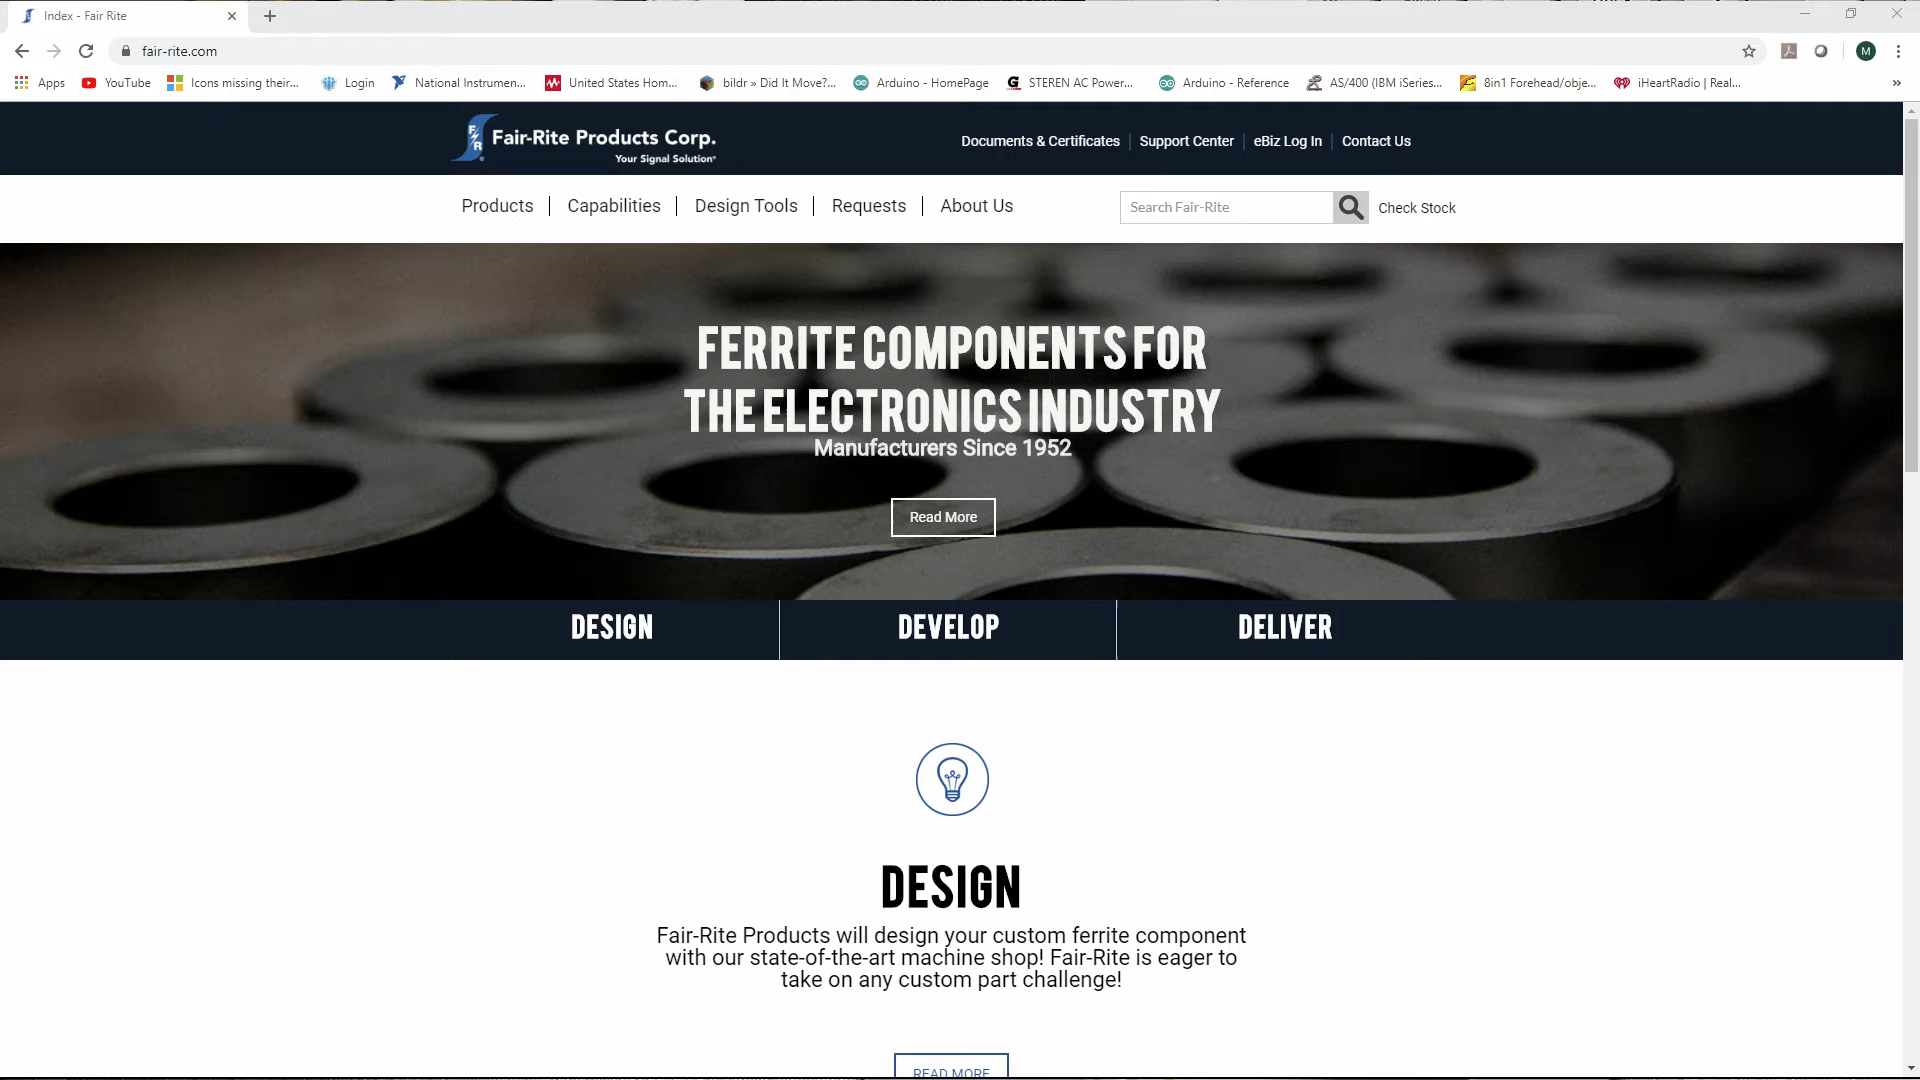 Index - Fair Rite
fair-rite.com
M
Apps
YouTube
Icons missing their...
Login
National Instrumen...
United States Hom...
bildr » Did It Move?...
Arduino - HomePage
STEREN AC Power...
Arduino - Reference
AS/400 (IBM iSeries...
8in1 Forehead/obje...
iHeartRadio | Real...
»
Fair-Rite Products Corp.
Your Signal Solution®
Documents & Certificates
Support Center
eBiz Log In
Contact Us
Products
Capabilities
Design Tools
Requests
About Us
Search Fair-Rite
Check Stock
FERRITE COMPONENTS FOR
THE ELECTRONICS INDUSTRY
Manufacturers Since 1952
Read More
DESIGN
DEVELOP
DELIVER
DESIGN
Fair-Rite Products will design your custom ferrite component
with our state-of-the-art machine shop! Fair-Rite is eager to
take on any custom part challenge!
READ MORE